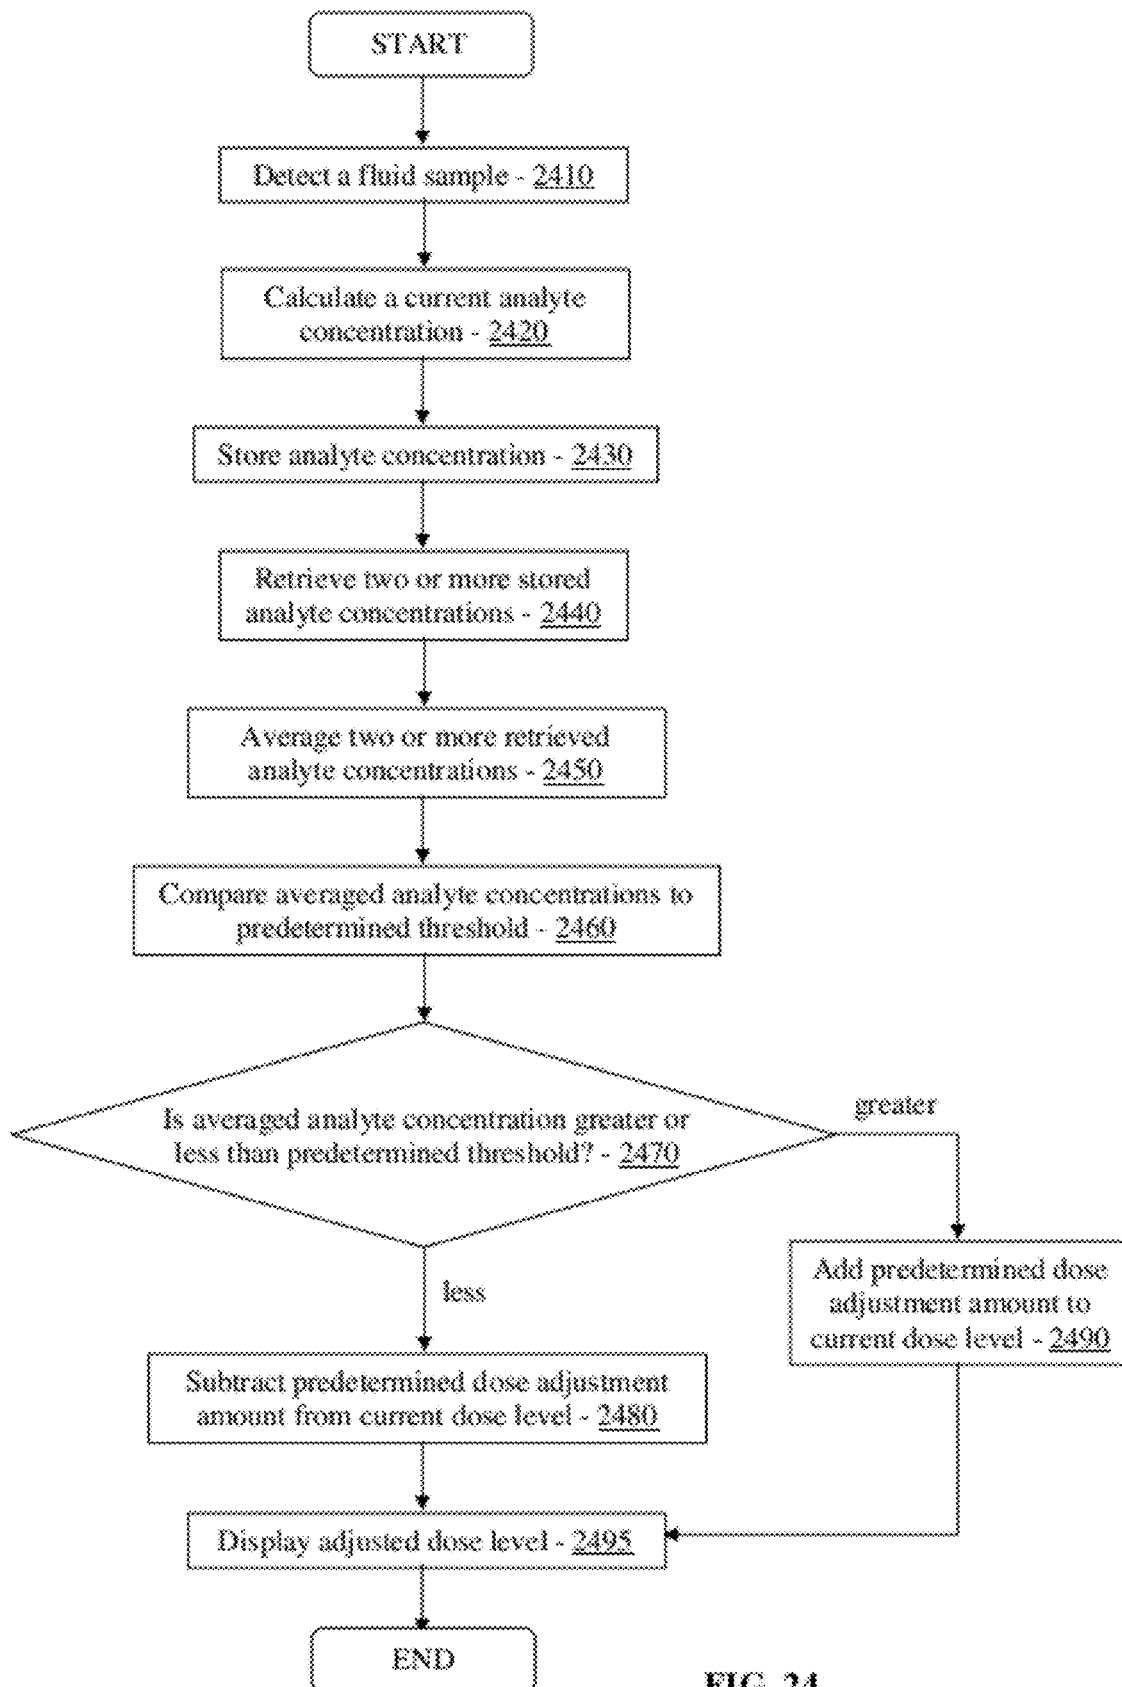 START
Detect a fluid sample - 2410
Calculate a current analyte
concentration - 2420
Store analyte concentration - 2430
Retrieve two or more stored
analyte concentrations - 2440
Average two or more retrieved
analyte concentrations - 2450
Compare averaged analyte concentrations to
predetermined threshold - 2460
Is averaged analyte concentration greater or
less than predetermined threshold? - 2470
greater
less
Add predetermined dose
adjustment amount to
current dose level - 2490
Subtract predetermined dose adjustment
amount from current dose level - 2480
Display adjusted dose level - 2495
END
FIG. 24